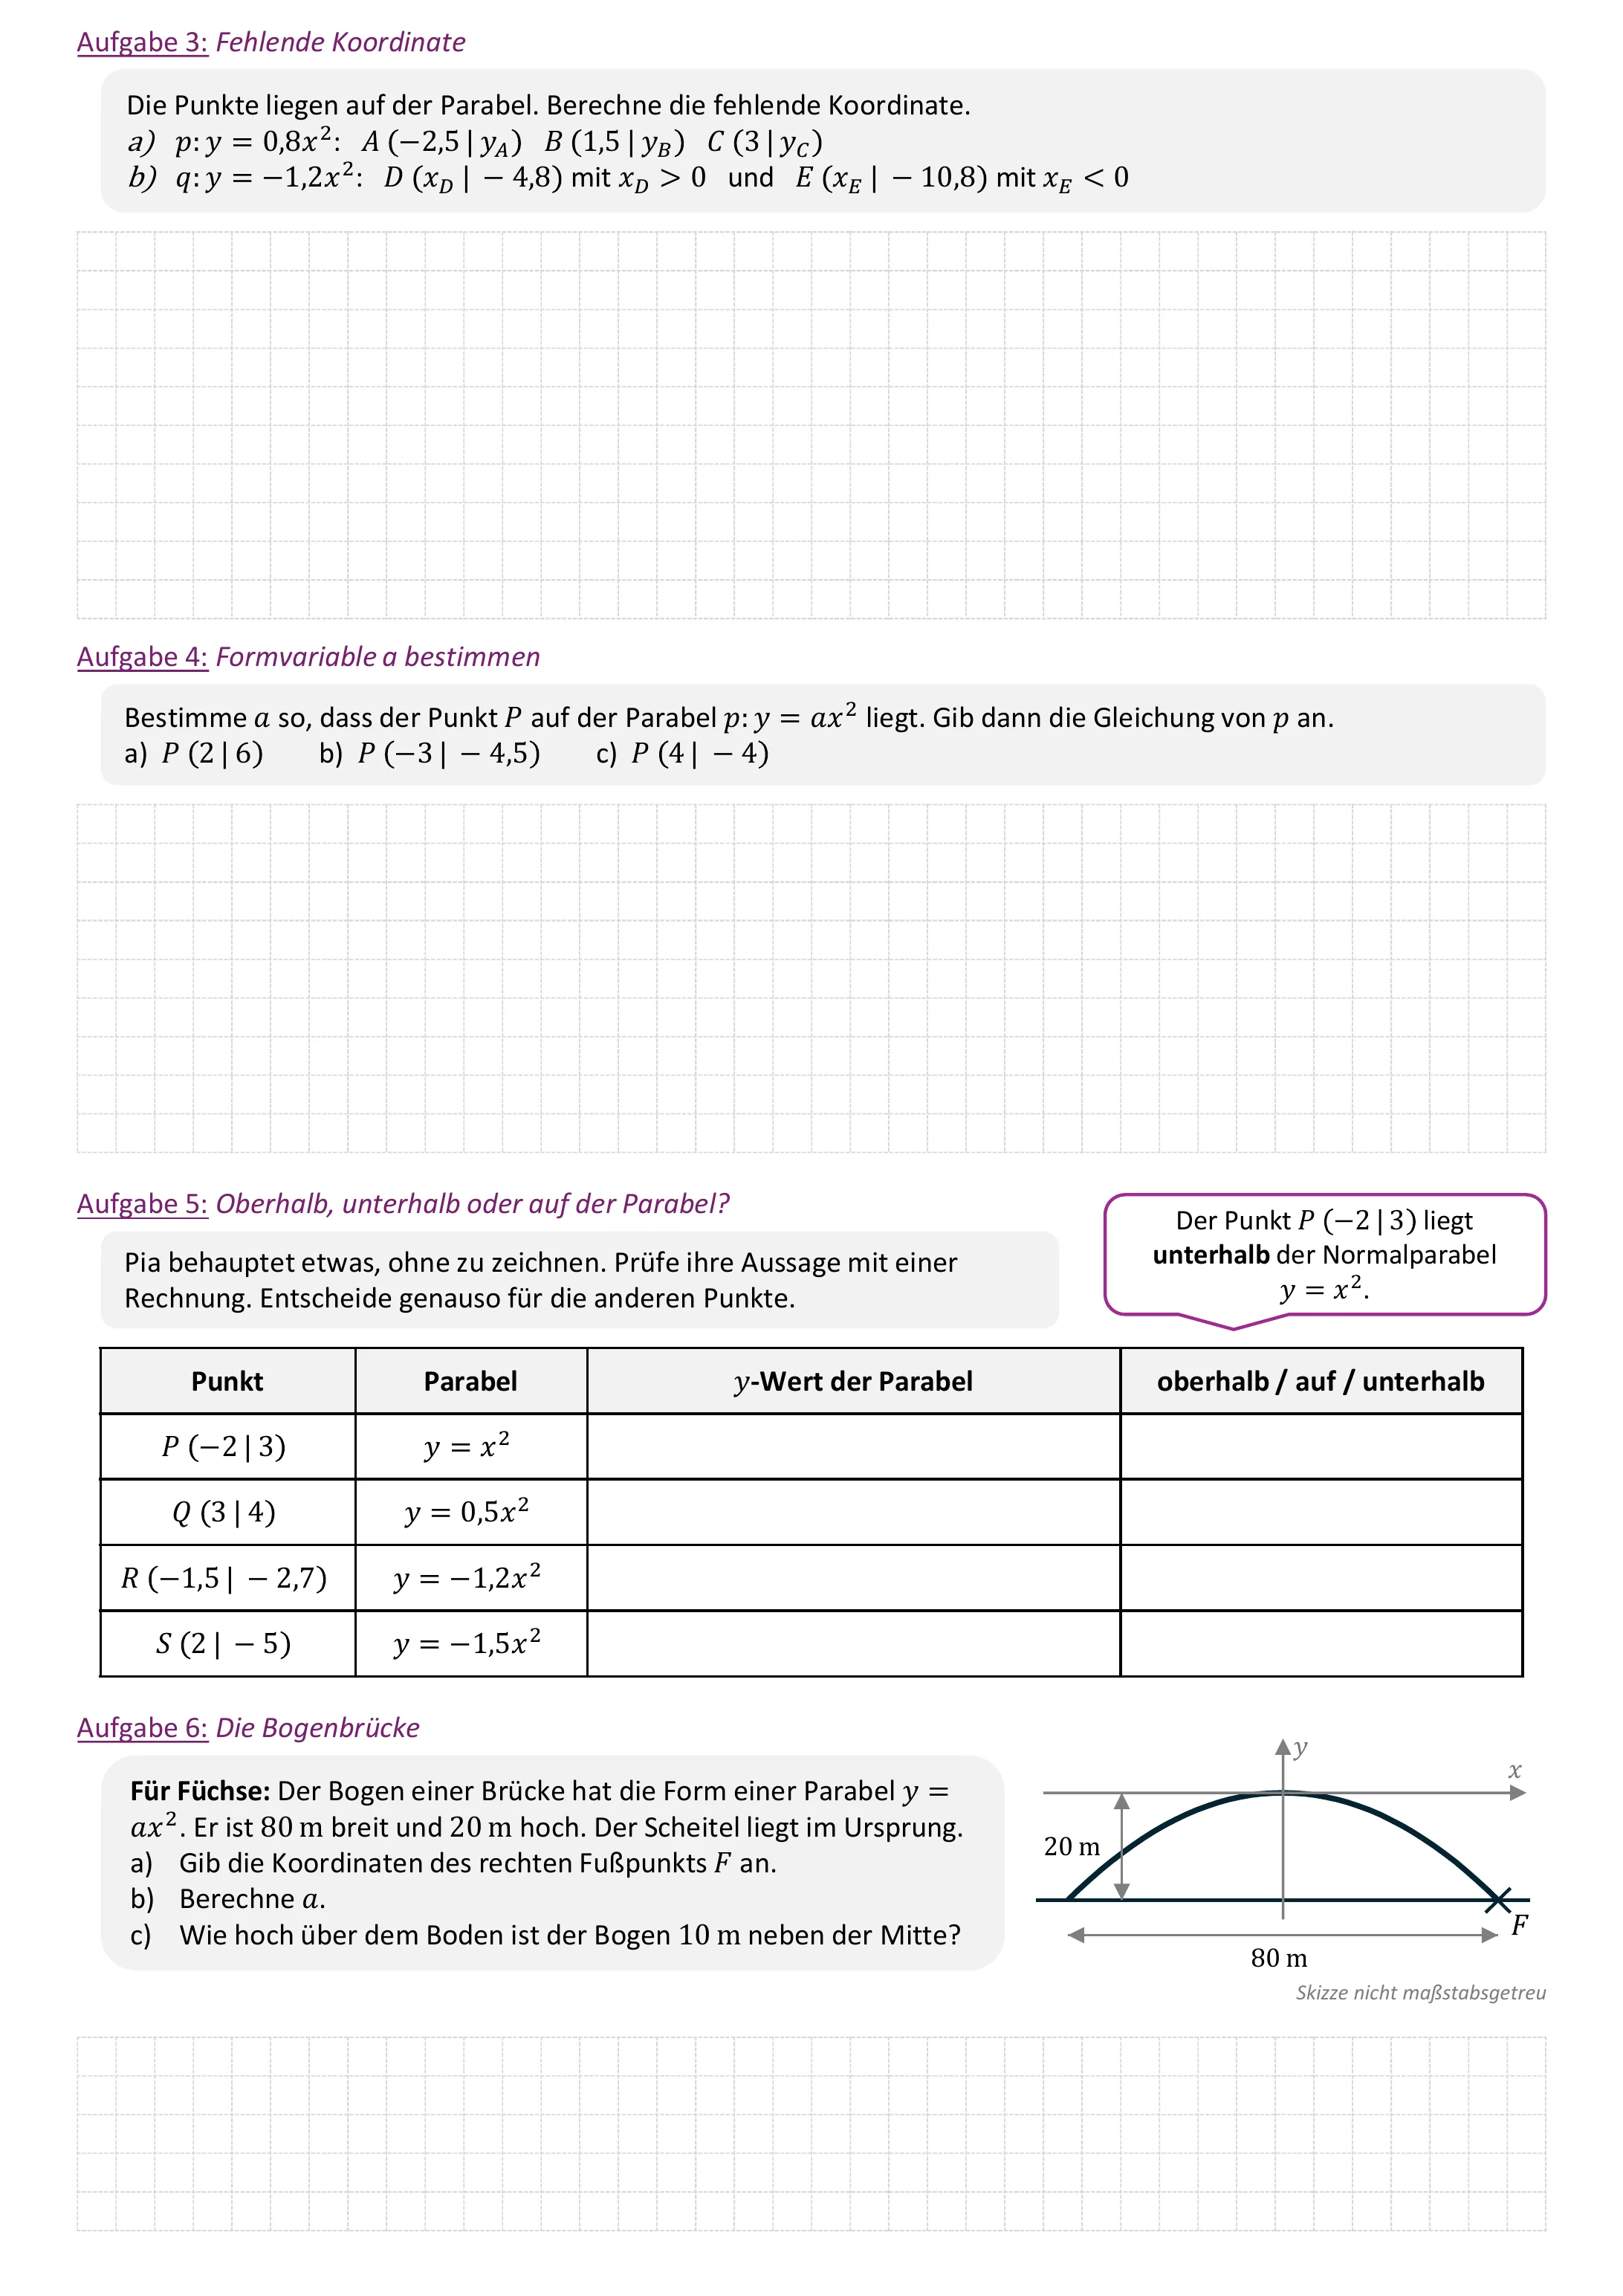 Aufgabe 3: Fehlende Koordinate
Die Punkte liegen auf der Parabel. Berechne die fehlende Koordinate.
a) p: y = 0,8x²: A (−2,5 | y_A) B (1,5 | y_B) C (3 | y_C)
b) q: y = −1,2x²: D (x_D | − 4,8) mit x_D > 0 und E (x_E | − 10,8) mit x_E < 0
Aufgabe 4: Formvariable a bestimmen
Bestimme a so, dass der Punkt P auf der Parabel p: y = ax² liegt. Gib dann die Gleichung von p an.
a) P (2 | 6) b) P (−3 | − 4,5) c) P (4 | − 4)
Aufgabe 5: Oberhalb, unterhalb oder auf der Parabel?
Pia behauptet etwas, ohne zu zeichnen. Prüfe ihre Aussage mit einer
Rechnung. Entscheide genauso für die anderen Punkte.
Der Punkt P (−2 | 3) liegt
unterhalb der Normalparabel
y = x².
Punkt Parabel y-Wert der Parabel oberhalb / auf / unterhalb
P (−2 | 3) y = x²
Q (3 | 4) y = 0,5x²
R (−1,5 | − 2,7) y = −1,2x²
S (2 | − 5) y = −1,5x²
Aufgabe 6: Die Bogenbrücke
Für Füchse: Der Bogen einer Brücke hat die Form einer Parabel y =
ax². Er ist 80 m breit und 20 m hoch. Der Scheitel liegt im Ursprung.
a) Gib die Koordinaten des rechten Fußpunkts F an.
b) Berechne a.
c) Wie hoch über dem Boden ist der Bogen 10 m neben der Mitte?
y
x
20 m
F
80 m
Skizze nicht maßstabsgetreu